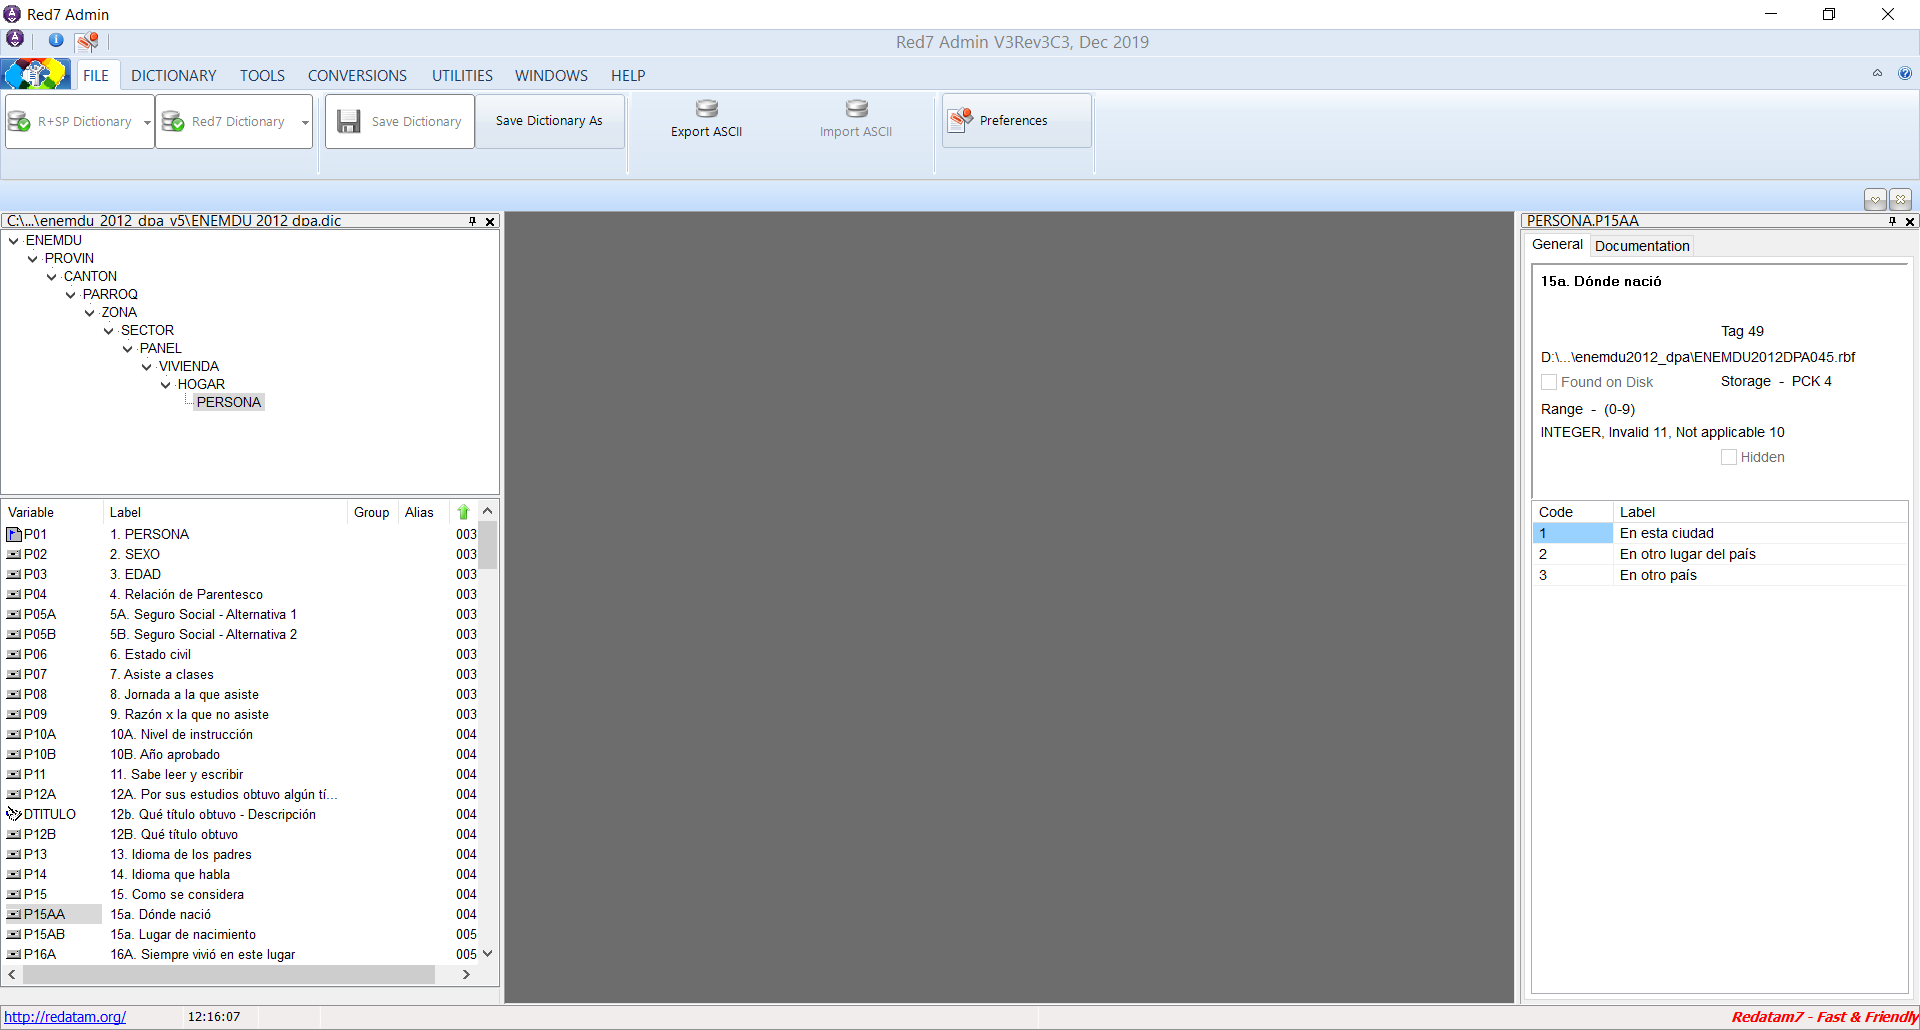 Red7 Admin
Red7 Admin V3Rev3C3, Dec 2019
FILE DICTIONARY TOOLS CONVERSIONS UTILITIES WINDOWS HELP
R+SP Dictionary Red7 Dictionary Save Dictionary Save Dictionary As Export ASCII Import ASCII Preferences
C:\...\enemdu_2012_dpa_v5\ENEMDU 2012 dpa.dic
ENEMDU
PROVIN
CANTON
PARROQ
ZONA
SECTOR
PANEL
VIVIENDA
HOGAR
PERSONA
Variable Label Group Alias
P01 1. PERSONA 003
P02 2. SEXO 003
P03 3. EDAD 003
P04 4. Relación de Parentesco 003
P05A 5A. Seguro Social - Alternativa 1 003
P05B 5B. Seguro Social - Alternativa 2 003
P06 6. Estado civil 003
P07 7. Asiste a clases 003
P08 8. Jornada a la que asiste 003
P09 9. Razón x la que no asiste 003
P10A 10A. Nivel de instrucción 004
P10B 10B. Año aprobado 004
P11 11. Sabe leer y escribir 004
P12A 12A. Por sus estudios obtuvo algún tí... 004
DTITULO 12b. Qué título obtuvo - Descripción 004
P12B 12B. Qué título obtuvo 004
P13 13. Idioma de los padres 004
P14 14. Idioma que habla 004
P15 15. Como se considera 004
P15AA 15a. Dónde nació 004
P15AB 15a. Lugar de nacimiento 005
P16A 16A. Siempre vivió en este lugar 005
PERSONA.P15AA
General Documentation
15a. Dónde nació
Tag 49
D:\...\enemdu2012_dpa\ENEMDU2012DPA045.rbf
Found on Disk Storage - PCK 4
Range - (0-9)
INTEGER, Invalid 11, Not applicable 10
Hidden
Code Label
1 En esta ciudad
2 En otro lugar del país
3 En otro país
http://redatam.org/ 12:16:07 Redatam7 - Fast & Friendly